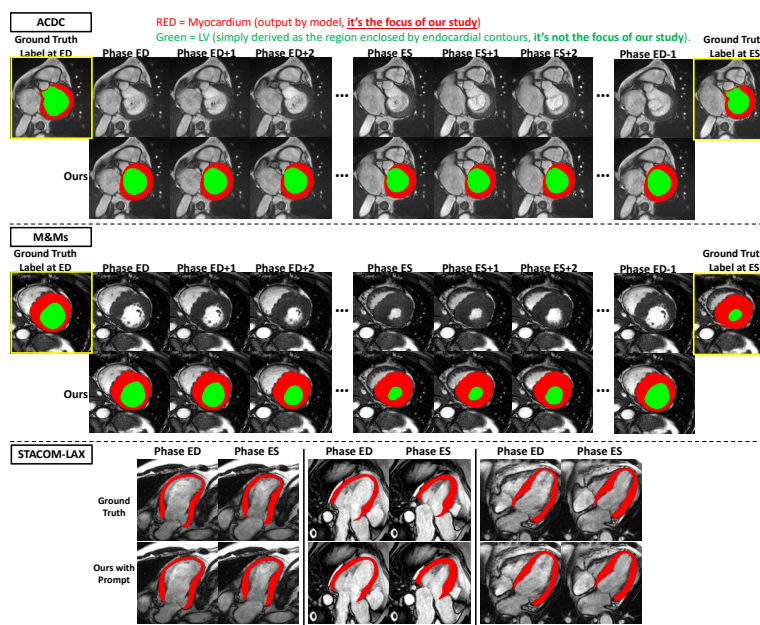 ACDC
RED = Myocardium (output by model, it's the focus of our study)
Green = LV (simply derived as the region enclosed by endocardial contours, it's not the focus of our study).
Ground Truth
Label at ED
Phase ED Phase ED+1 Phase ED+2 ... Phase ES Phase ES+1 Phase ES+2 ... Phase ED-1
Ground Trut
Label at ES
Ours ... ...
M&Ms
Ground Truth
Label at ED
Phase ED Phase ED+1 Phase ED+2 ... Phase ES Phase ES+1 Phase ES+2 ... Phase ED-1
Ground Trut
Label at ES
Ours ... ...
STACOM-LAX
Phase ED Phase ES Phase ED Phase ES Phase ED Phase ES
Ground
Truth
Ours with
Prompt